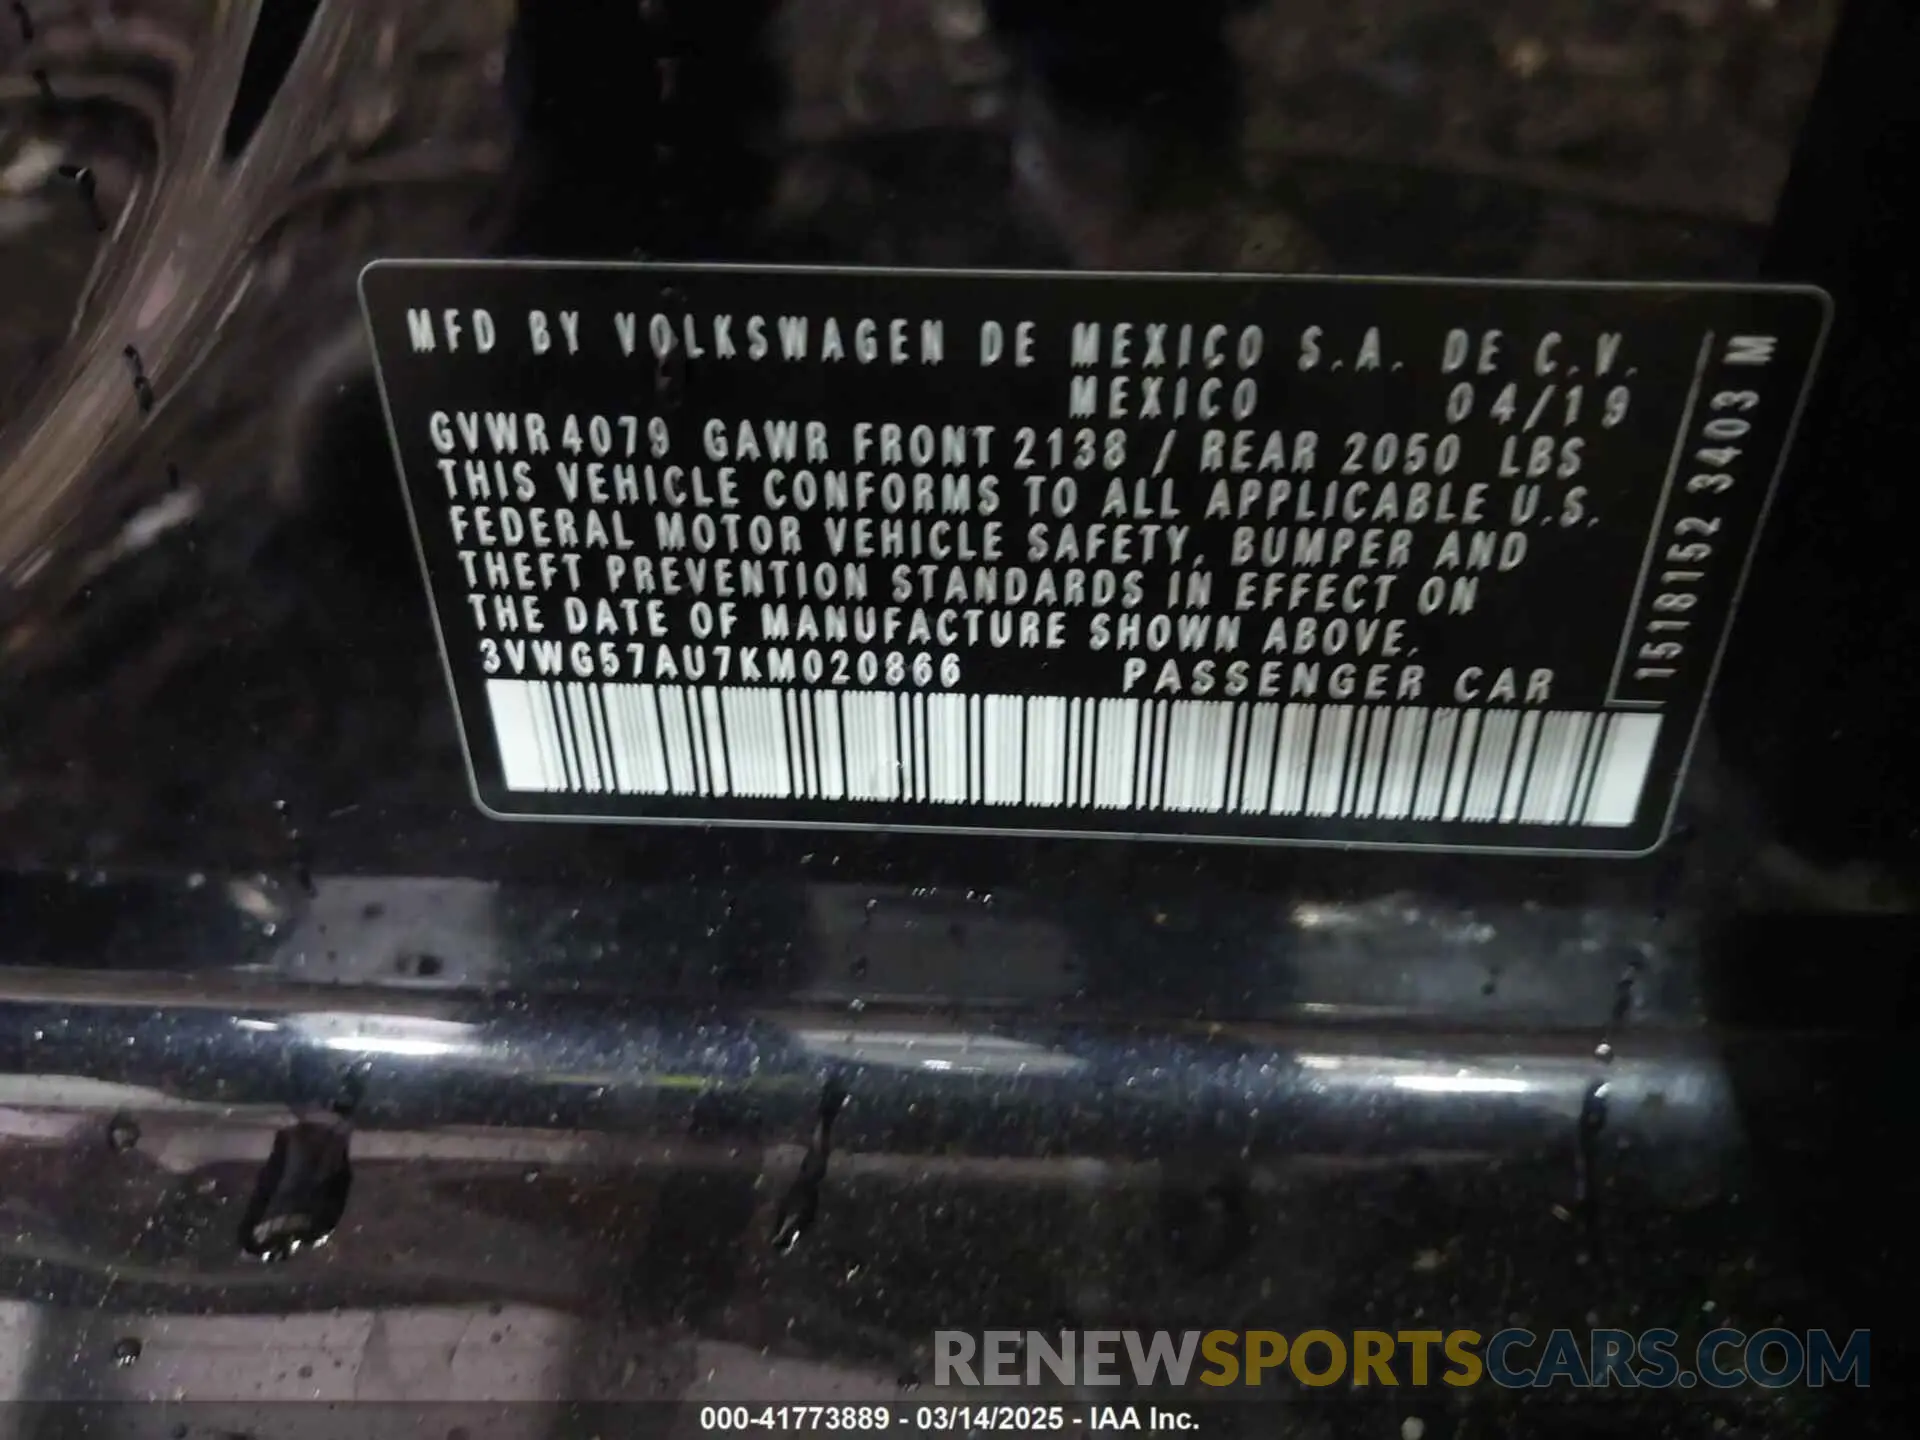 MFD BY VOLKSWAGEN DE MEXICO S.A. DE C.V.
MEXICO 04/19
GVWR 4079 GAWR FRONT 2138 / REAR 2050 LBS
THIS VEHICLE CONFORMS TO ALL APPLICABLE U.S.
FEDERAL MOTOR VEHICLE SAFETY, BUMPER AND
THEFT PREVENTION STANDARDS IN EFFECT ON
THE DATE OF MANUFACTURE SHOWN ABOVE.
3VWG57AU7KM020866 PASSENGER CAR
1518152 3403 M
RENEWSPORTSCARS.COM
000-41773889 - 03/14/2025 - IAA Inc.